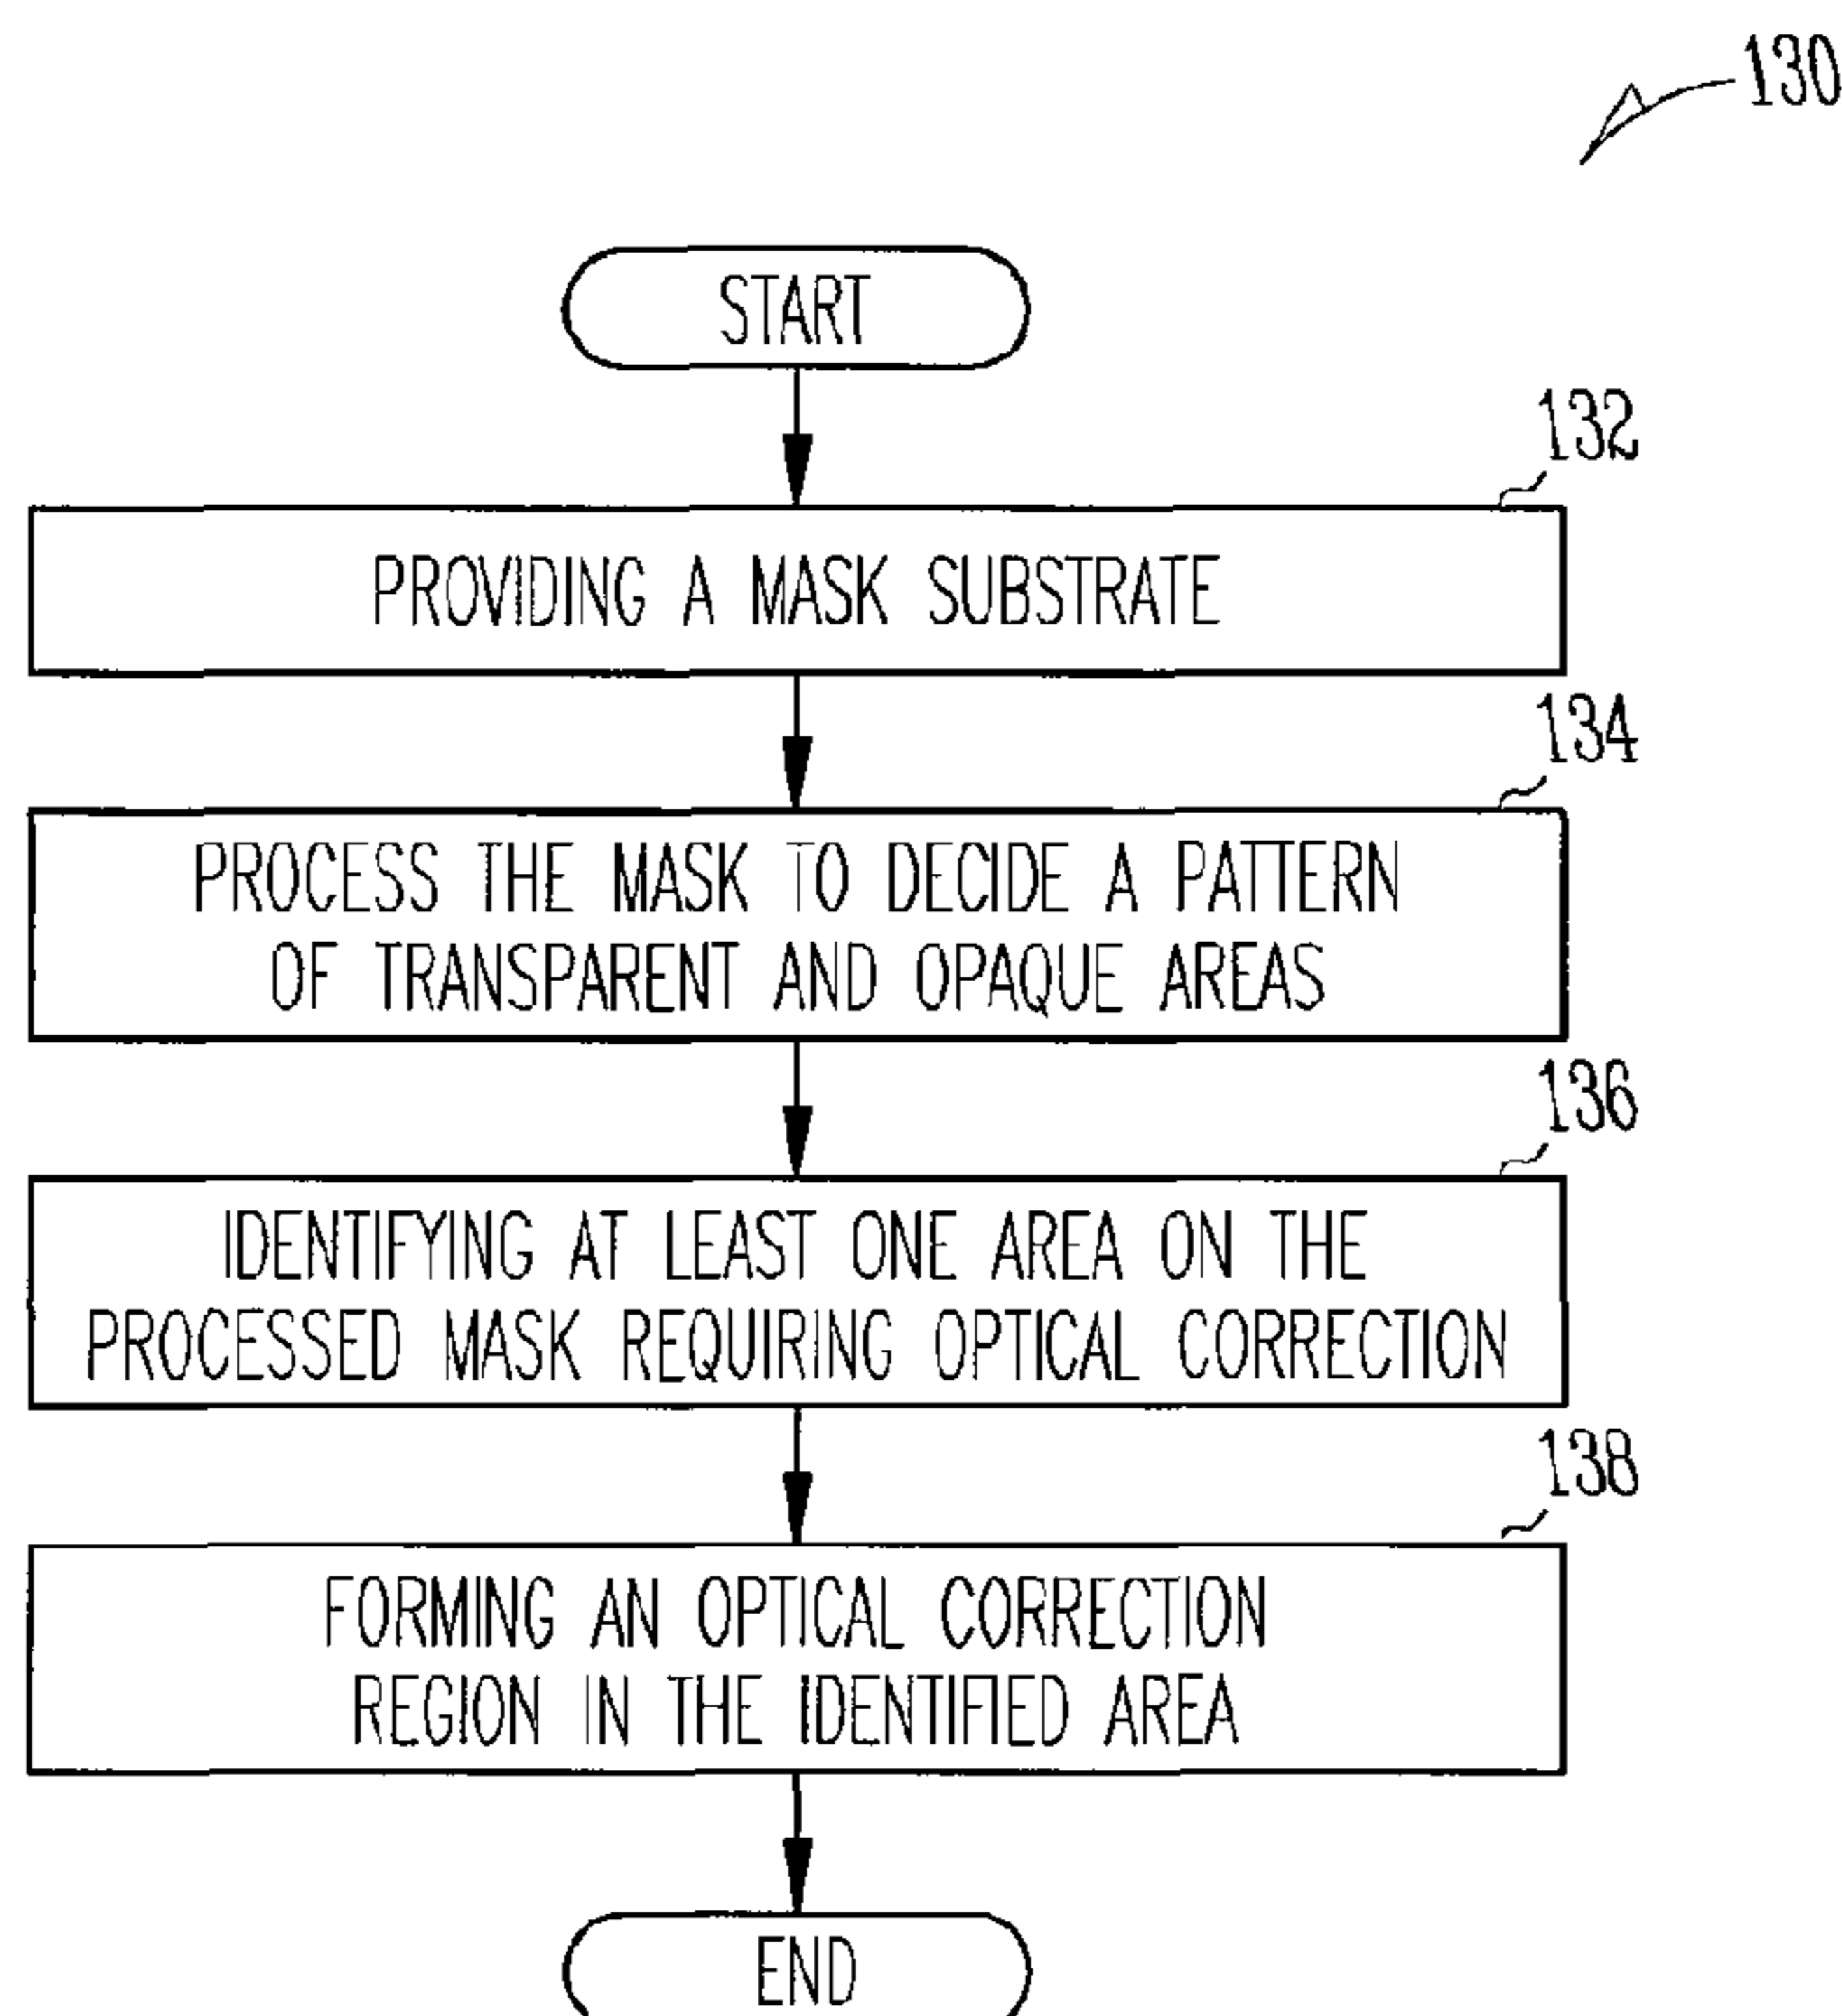 130
START
132
PROVIDING A MASK SUBSTRATE
134
PROCESS THE MASK TO DECIDE A PATTERN
OF TRANSPARENT AND OPAQUE AREAS
136
IDENTIFYING AT LEAST ONE AREA ON THE
PROCESSED MASK REQUIRING OPTICAL CORRECTION
138
FORMING AN OPTICAL CORRECTION
REGION IN THE IDENTIFIED AREA
END